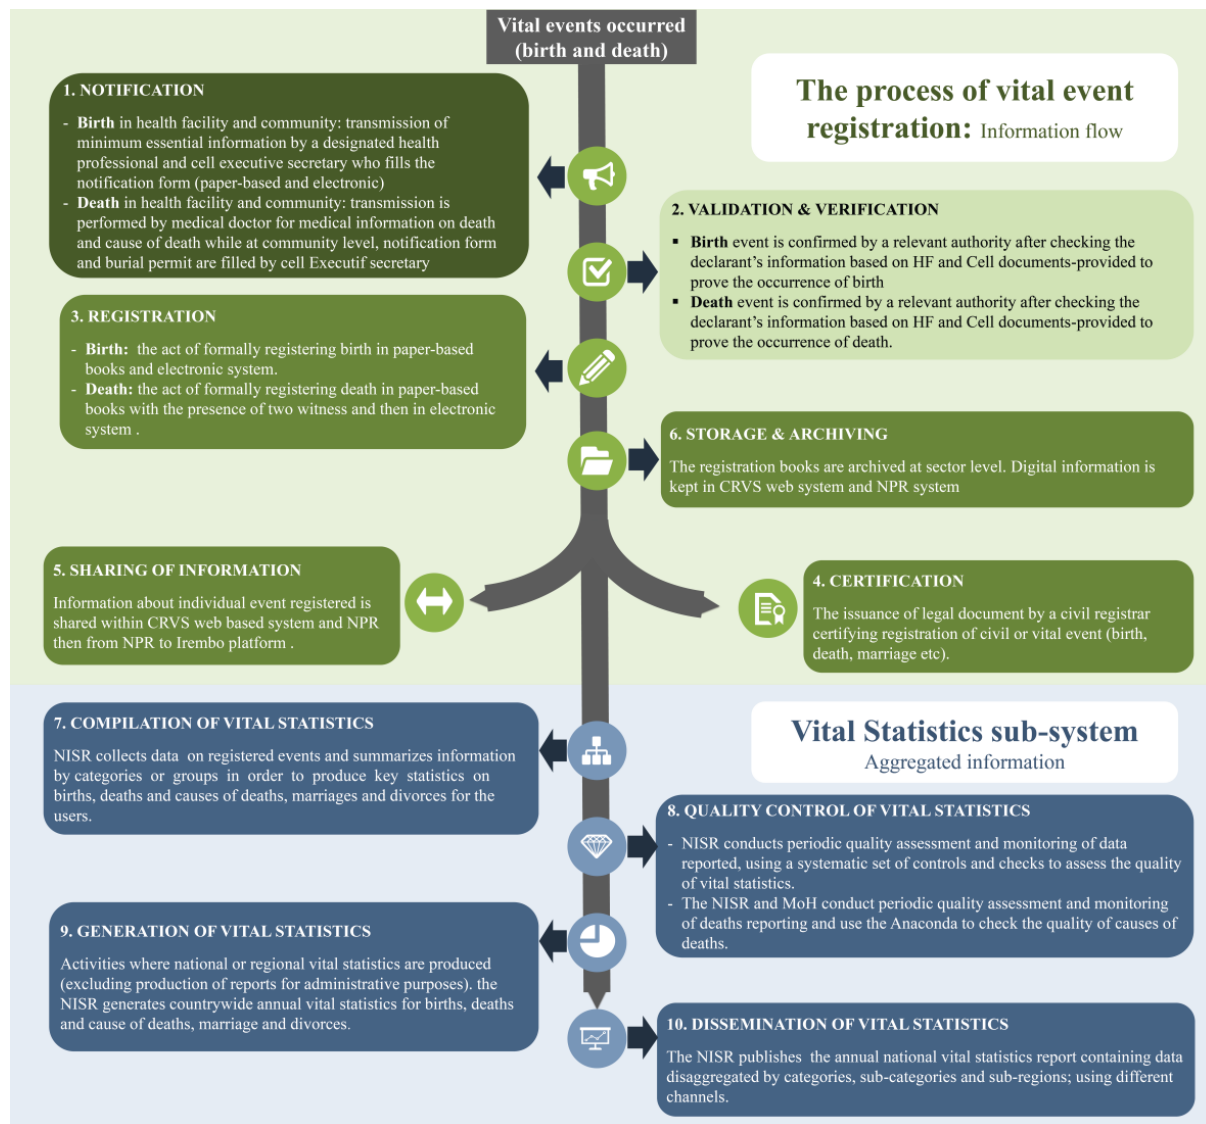 Vital events occurred
(birth and death)
The process of vital event
registration: Information flow
1. NOTIFICATION
- Birth in health facility and community: transmission of
minimum essential information by a designated health
professional and cell executive secretary who fills the
notification form (paper-based and electronic)
- Death in health facility and community: transmission is
performed by medical doctor for medical information on death
and cause of death while at community level, notification form
and burial permit are filled by cell Executif secretary
2. VALIDATION & VERIFICATION
▪ Birth event is confirmed by a relevant authority after checking the
declarant's information based on HF and Cell documents-provided to
prove the occurrence of birth
▪ Death event is confirmed by a relevant authority after checking the
declarant's information based on HF and Cell documents-provided to
prove the occurrence of death.
3. REGISTRATION
- Birth: the act of formally registering birth in paper-based
books and electronic system.
- Death: the act of formally registering death in paper-based
books with the presence of two witness and then in electronic
system .
6. STORAGE & ARCHIVING
The registration books are archived at sector level. Digital information is
kept in CRVS web system and NPR system
5. SHARING OF INFORMATION
Information about individual event registered is
shared within CRVS web based system and NPR
then from NPR to Irembo platform .
4. CERTIFICATION
The issuance of legal document by a civil registrar
certifying registration of civil or vital event (birth,
death, marriage etc).
Vital Statistics sub-system
Aggregated information
7. COMPILATION OF VITAL STATISTICS
NISR collects data on registered events and summarizes information
by categories or groups in order to produce key statistics on
births, deaths and causes of deaths, marriages and divorces for the
users.
8. QUALITY CONTROL OF VITAL STATISTICS
- NISR conducts periodic quality assessment and monitoring of data
reported, using a systematic set of controls and checks to assess the quality
of vital statistics.
- The NISR and MoH conduct periodic quality assessment and monitoring
of deaths reporting and use the Anaconda to check the quality of causes of
deaths.
9. GENERATION OF VITAL STATISTICS
Activities where national or regional vital statistics are produced
(excluding production of reports for administrative purposes). the
NISR generates countrywide annual vital statistics for births, deaths
and cause of deaths, marriage and divorces.
10. DISSEMINATION OF VITAL STATISTICS
The NISR publishes the annual national vital statistics report containing data
disaggregated by categories, sub-categories and sub-regions; using different
channels.